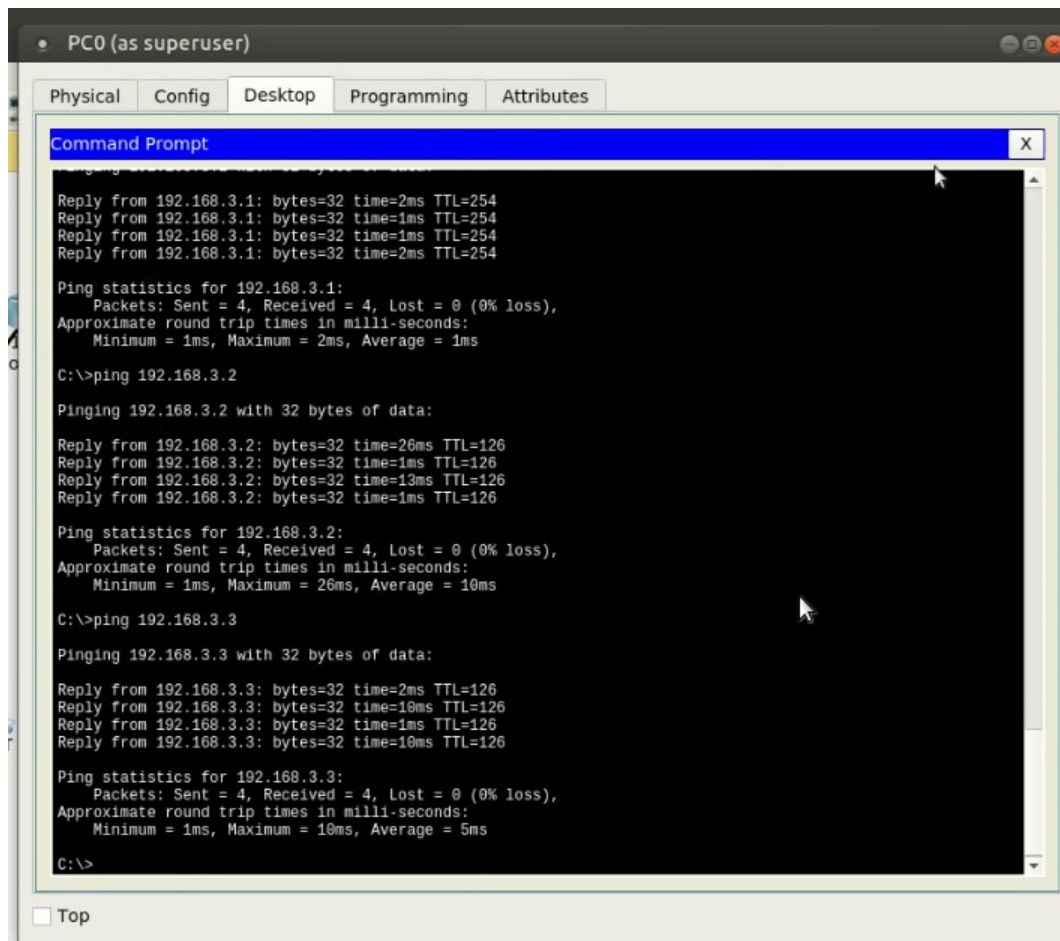 PC0 (as superuser)
Physical Config Desktop Programming Attributes
Command Prompt X
Reply from 192.168.3.1: bytes=32 time=2ms TTL=254
Reply from 192.168.3.1: bytes=32 time=1ms TTL=254
Reply from 192.168.3.1: bytes=32 time=1ms TTL=254
Reply from 192.168.3.1: bytes=32 time=2ms TTL=254
Ping statistics for 192.168.3.1:
Packets: Sent = 4, Received = 4, Lost = 0 (0% loss),
Approximate round trip times in milli-seconds:
Minimum = 1ms, Maximum = 2ms, Average = 1ms
C:\>ping 192.168.3.2
Pinging 192.168.3.2 with 32 bytes of data:
Reply from 192.168.3.2: bytes=32 time=26ms TTL=126
Reply from 192.168.3.2: bytes=32 time=1ms TTL=126
Reply from 192.168.3.2: bytes=32 time=13ms TTL=126
Reply from 192.168.3.2: bytes=32 time=1ms TTL=126
Ping statistics for 192.168.3.2:
Packets: Sent = 4, Received = 4, Lost = 0 (0% loss),
Approximate round trip times in milli-seconds:
Minimum = 1ms, Maximum = 26ms, Average = 10ms
C:\>ping 192.168.3.3
Pinging 192.168.3.3 with 32 bytes of data:
Reply from 192.168.3.3: bytes=32 time=2ms TTL=126
Reply from 192.168.3.3: bytes=32 time=10ms TTL=126
Reply from 192.168.3.3: bytes=32 time=1ms TTL=126
Reply from 192.168.3.3: bytes=32 time=10ms TTL=126
Ping statistics for 192.168.3.3:
Packets: Sent = 4, Received = 4, Lost = 0 (0% loss),
Approximate round trip times in milli-seconds:
Minimum = 1ms, Maximum = 10ms, Average = 5ms
C:\>
Top